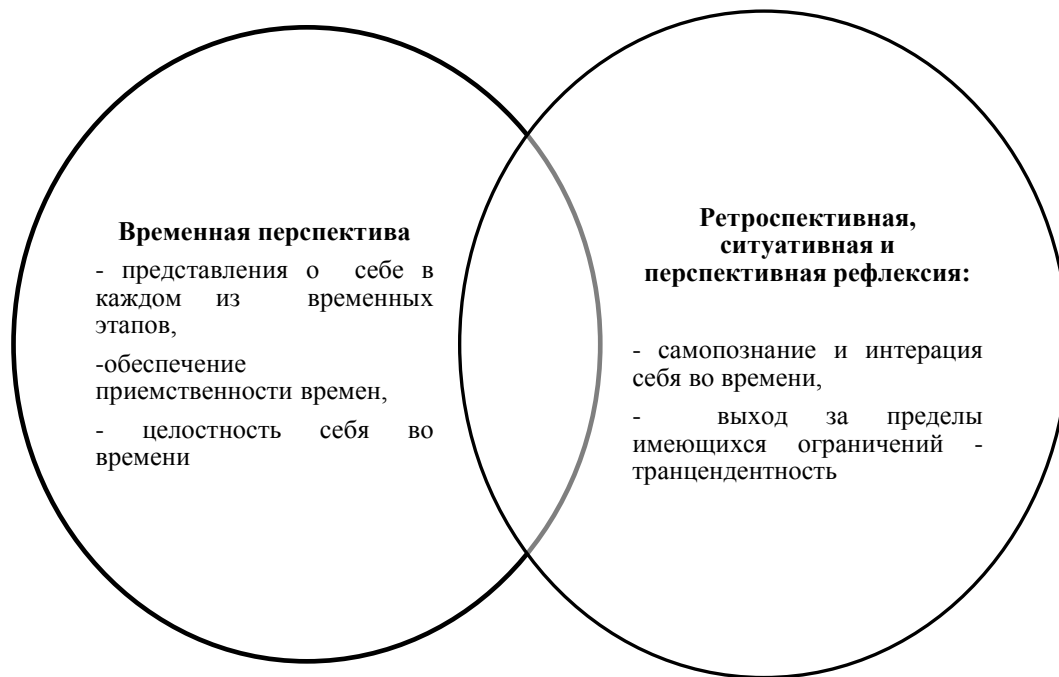 Временная перспектива
- представления о себе в
каждом из временных
этапов,
-обеспечение
приемственности времен,
- целостность себя во
времени
Ретроспективная,
ситуативная и
перспективная рефлексия:
- самопознание и интерация
себя во времени,
- выход за пределы
имеющихся ограничений -
транцендентность